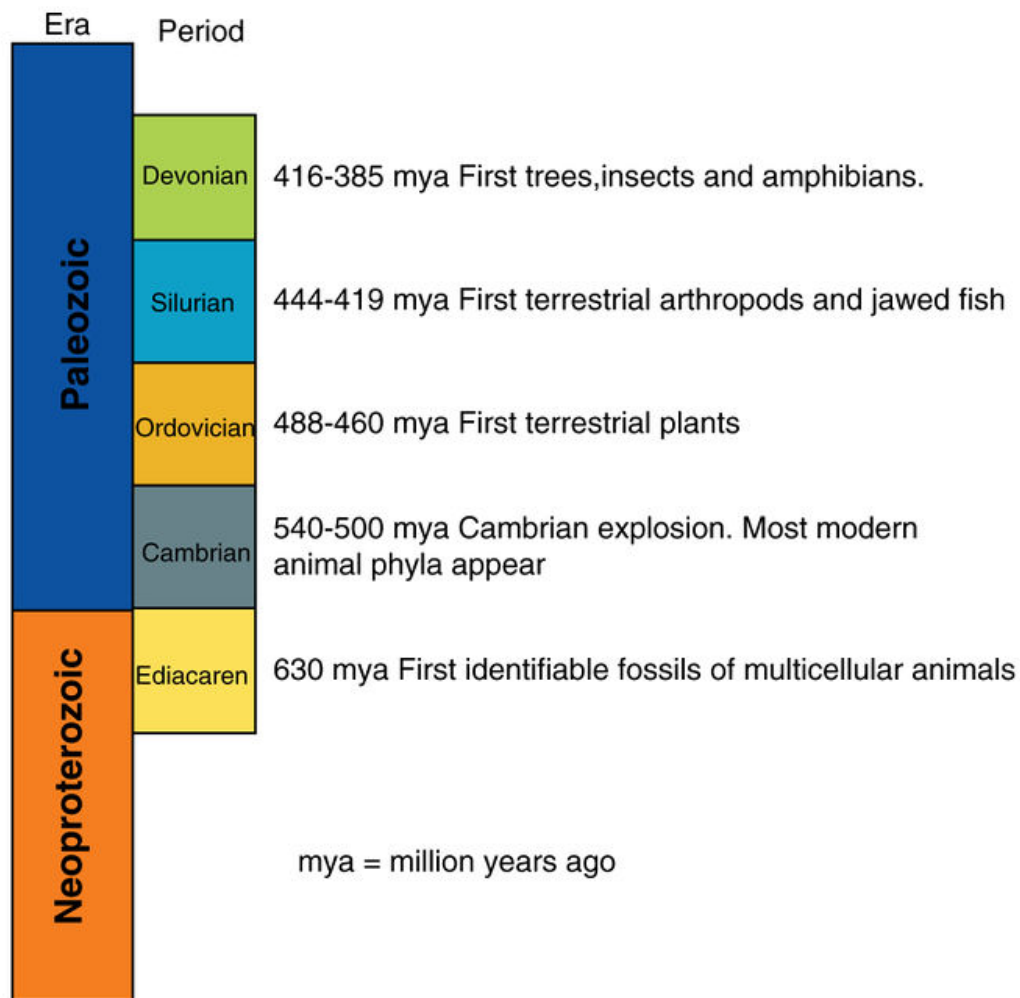 Era
Period
Paleozoic
Devonian
416-385 mya First trees,insects and amphibians.
Silurian
444-419 mya First terrestrial arthropods and jawed fish
Ordovician
488-460 mya First terrestrial plants
Cambrian
540-500 mya Cambrian explosion. Most modern
animal phyla appear
Neoproterozoic
Ediacaren
630 mya First identifiable fossils of multicellular animals
mya = million years ago